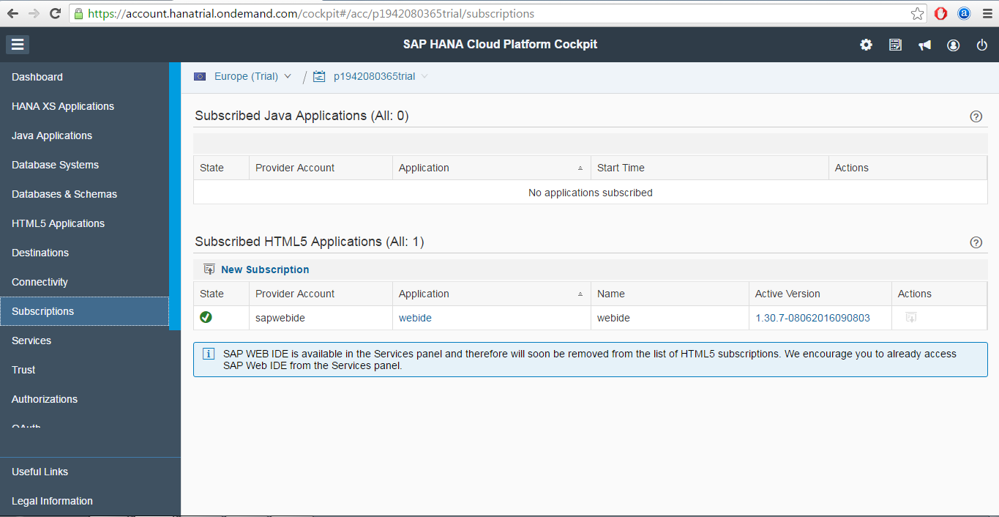 https://account.hanatrial.ondemand.com/cockpit#/acc/p1942080365trial/subscriptions
SAP HANA Cloud Platform Cockpit
Dashboard
HANA XS Applications
Java Applications
Database Systems
Databases & Schemas
HTML5 Applications
Destinations
Connectivity
Subscriptions
Services
Trust
Authorizations
OAuth
Useful Links
Legal Information
Europe (Trial) / p1942080365trial
Subscribed Java Applications (All: 0)
State Provider Account Application Start Time Actions
No applications subscribed
Subscribed HTML5 Applications (All: 1)
New Subscription
State Provider Account Application Name Active Version Actions
sapwebide webide webide 1.30.7-08062016090803
SAP WEB IDE is available in the Services panel and therefore will soon be removed from the list of HTML5 subscriptions. We encourage you to already access
SAP Web IDE from the Services panel.